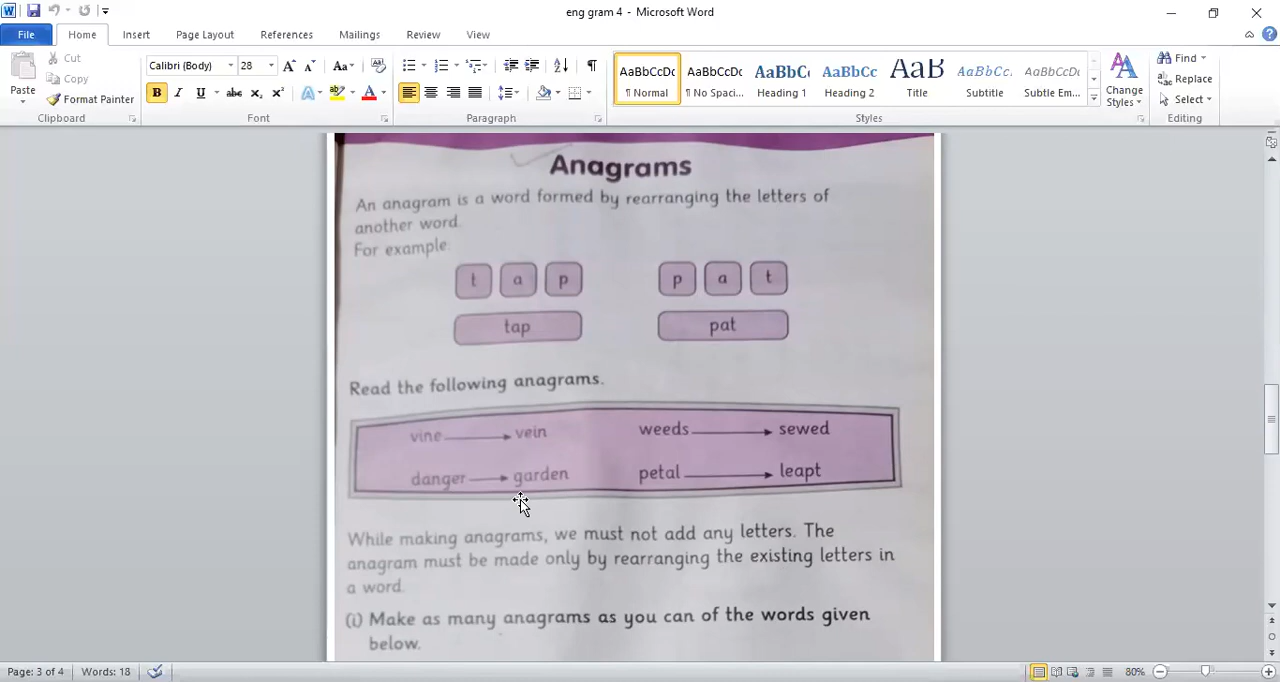 eng gram 4 - Microsoft Word
File Home Insert Page Layout References Mailings Review View
Paste
Cut
Copy
Format Painter
Clipboard
Calibri (Body) 28
Font
Paragraph
AaBbCcDc AaBbCcDc AaBbC AaBbCc AaB AaBbCc. AaBbCcDc
¶ Normal ¶ No Spaci... Heading 1 Heading 2 Title Subtitle Subtle Em...
Styles
Change
Styles
Find
Replace
Select
Editing
Anagrams
An anagram is a word formed by rearranging the letters of
another word.
For example:
t a p p a t
tap pat
Read the following anagrams.
vine → vein weeds → sewed
danger → garden petal → leapt
While making anagrams, we must not add any letters. The
anagram must be made only by rearranging the existing letters in
a word.
(i) Make as many anagrams as you can of the words given
below.
Page: 3 of 4 Words: 18 80%